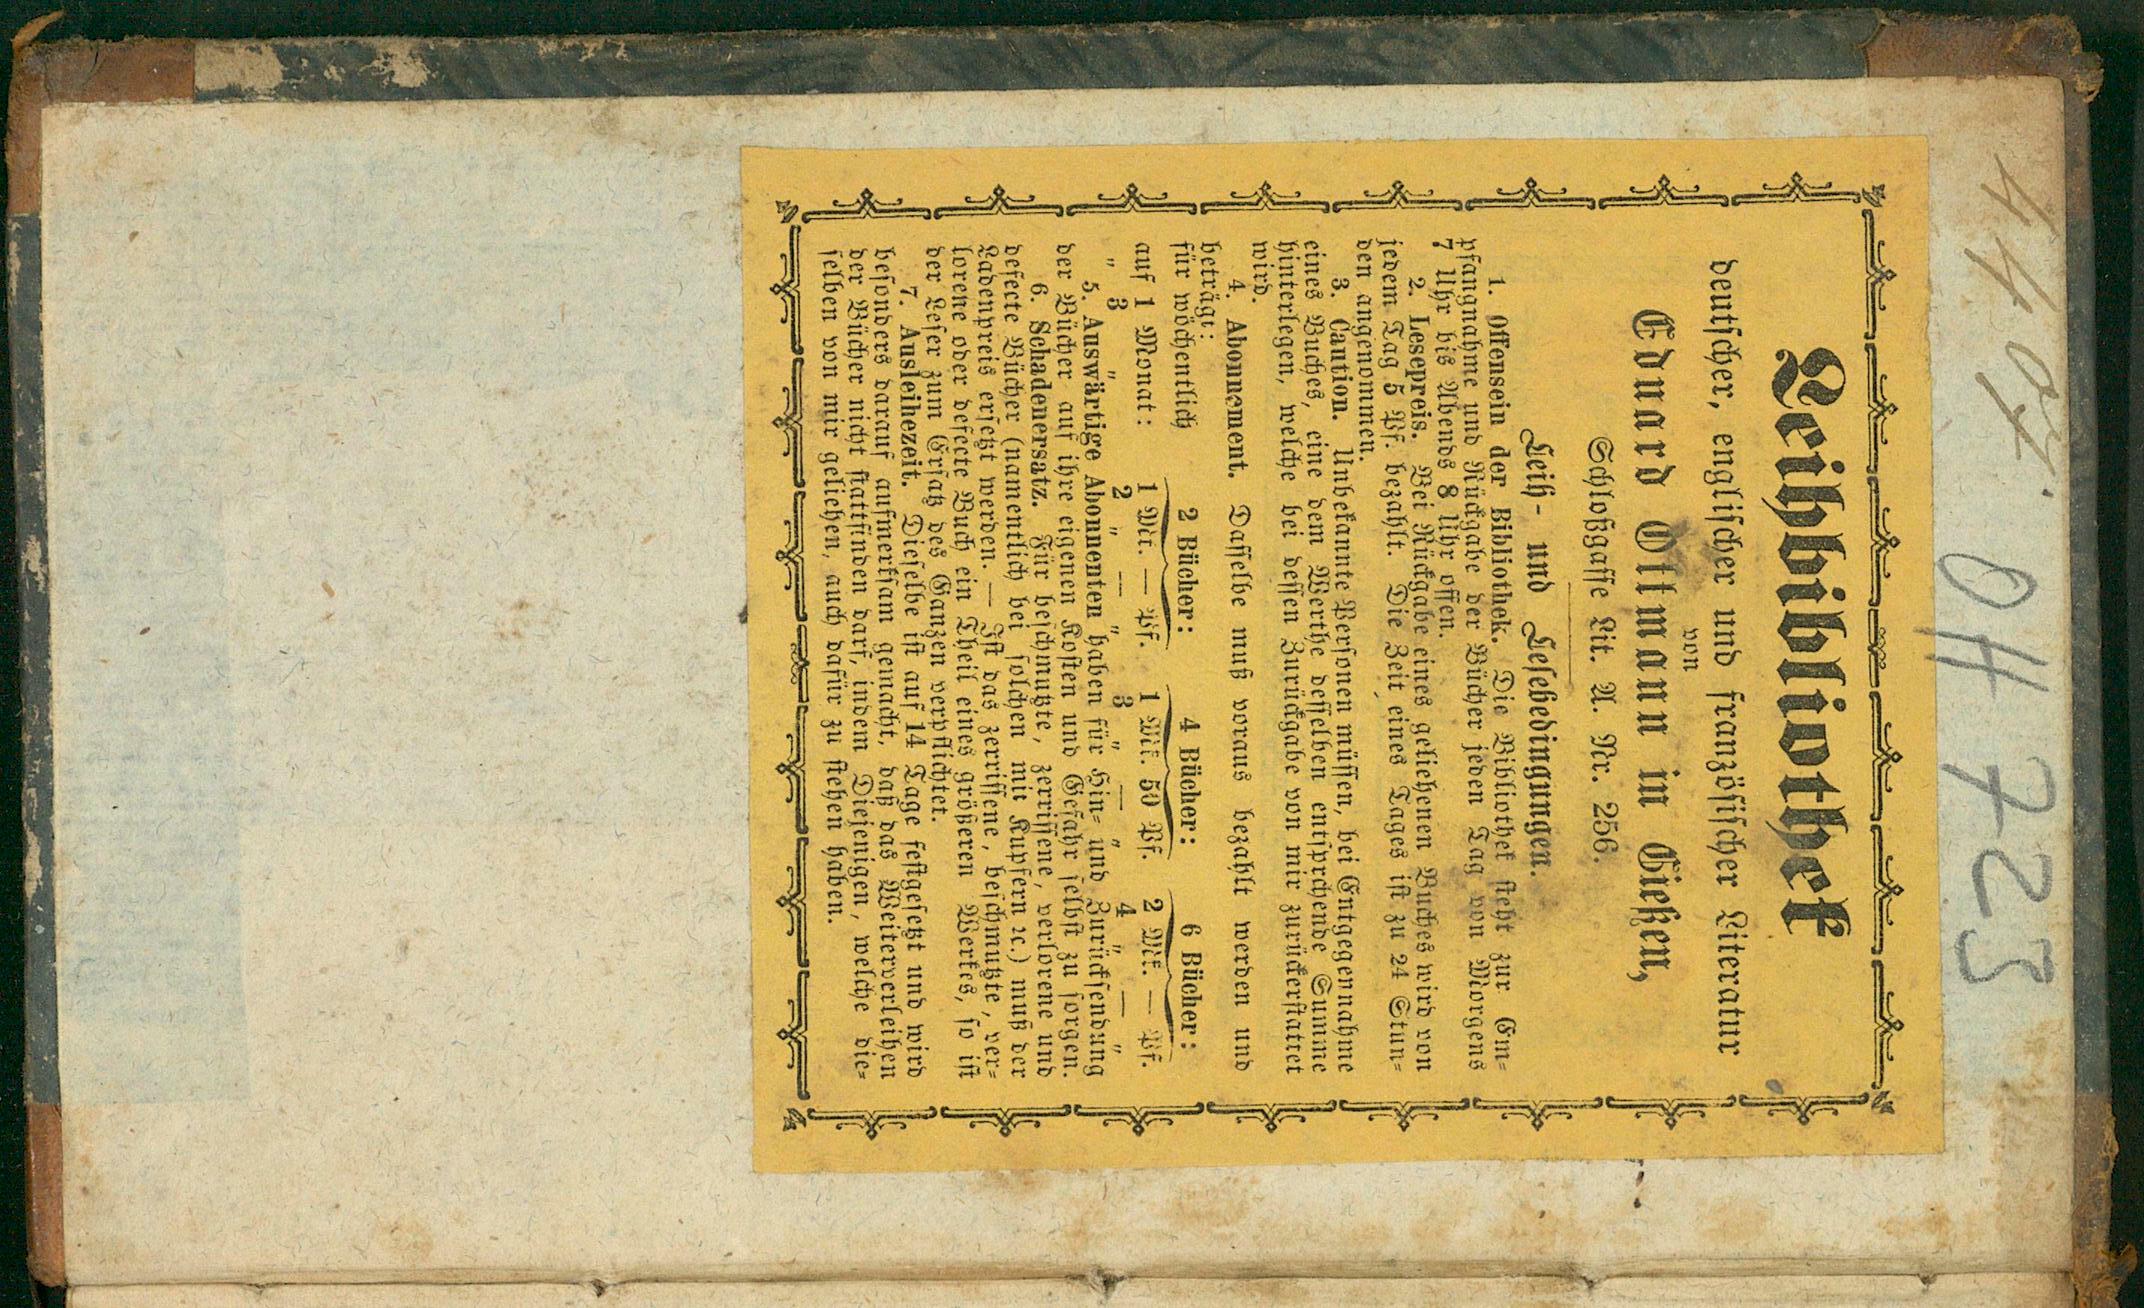 4407.
OH 723
Leihbibliothek
deutscher, englischer und französischer Literatur
von
Eduard Ottmann in Gießen,
Schloßgasse Lit. A. Nr. 256.
Leih- und Lesebedingungen.
1. Offensein der Bibliothek. Die Bibliothek steht zur Em-
pfangnahme und Rückgabe der Bücher jeden Tag von Morgens
7 Uhr bis Abends 8 Uhr offen.
2. Lesepreis. Bei Rückgabe eines geliehenen Buches wird von
jedem Tag 5 Pf. bezahlt. Die Zeit eines Tages ist zu 24 Stun-
den angenommen.
3. Caution. Unbekannte Personen müssen, bei Entgegennahme
eines Buches, eine dem Werthe desselben entsprchende Summe
hinterlegen, welche bei dessen Zurückgabe von mir zurückerstattet
wird.
4. Abonnement. Dasselbe muß voraus bezahlt werden und
beträgt:
für wöchentlich 2 Bücher: 4 Bücher: 6 Bücher:
auf 1 Monat: 1 Mk. — Pf. 1 Mk. 50 Pf. 2 Mk. — Pf.
„ 3 „ 2 „ — „ 3 „ — „ 4 „ — „
5. Auswärtige Abonnenten haben für Hin- und Zurücksendung
der Bücher auf ihre eigenen Kosten und Gefahr selbst zu sorgen.
6. Schadenersatz. Für beschmutzte, zerrissene, verlorene und
defecte Bücher (namentlich bei solchen mit Kupfern ꝛc.) muß der
Ladenpreis ersetzt werden. — Ist das zerrissene, beschmutzte, ver-
lorene oder defecte Buch ein Theil eines größeren Werkes, so ist
der Leser zum Ersatz des Ganzen verpflichtet.
7. Ausleihezeit. Dieselbe ist auf 14 Tage festgesetzt und wird
besonders darauf aufmerksam gemacht, daß das Weiterverleihen
der Bücher nicht stattfinden darf, indem Diejenigen, welche die-
selben von mir geliehen, auch dafür zu stehen haben.